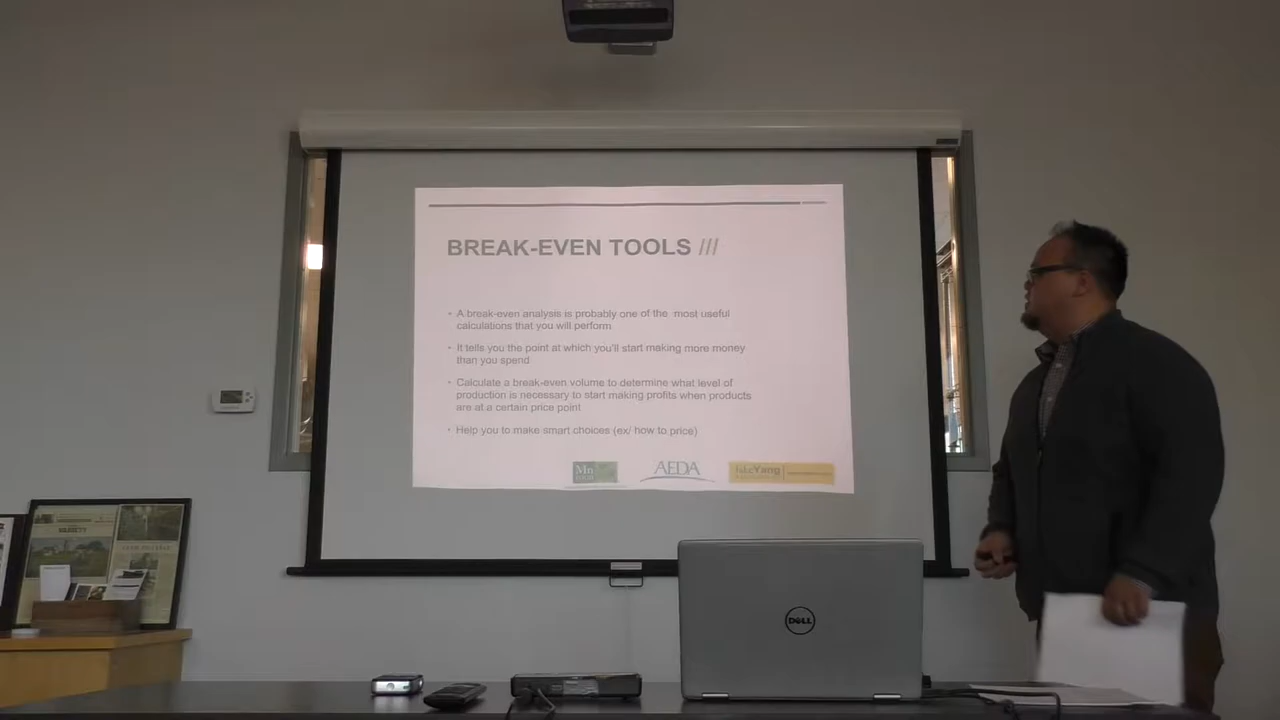 BREAK-EVEN TOOLS ///
• A break-even analysis is probably one of the most useful
calculations that you will perform
• It tells you the point at which you'll start making more money
than you spend
• Calculate a break-even volume to determine what level of
production is necessary to start making profits when products
are at a certain price point
• Help you to make smart choices (ex/ how to price)
Mn
AEDA
Yang
DELL